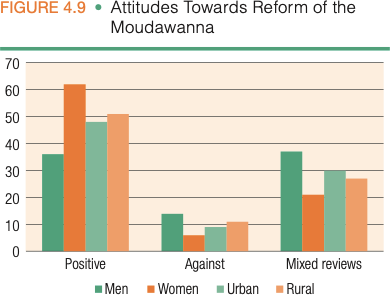 FIGURE 4.9 • Attitudes Towards Reform of the
Moudawanna
70
60
50
40
30
20
10
0
Positive Against Mixed reviews
Men Women Urban Rural